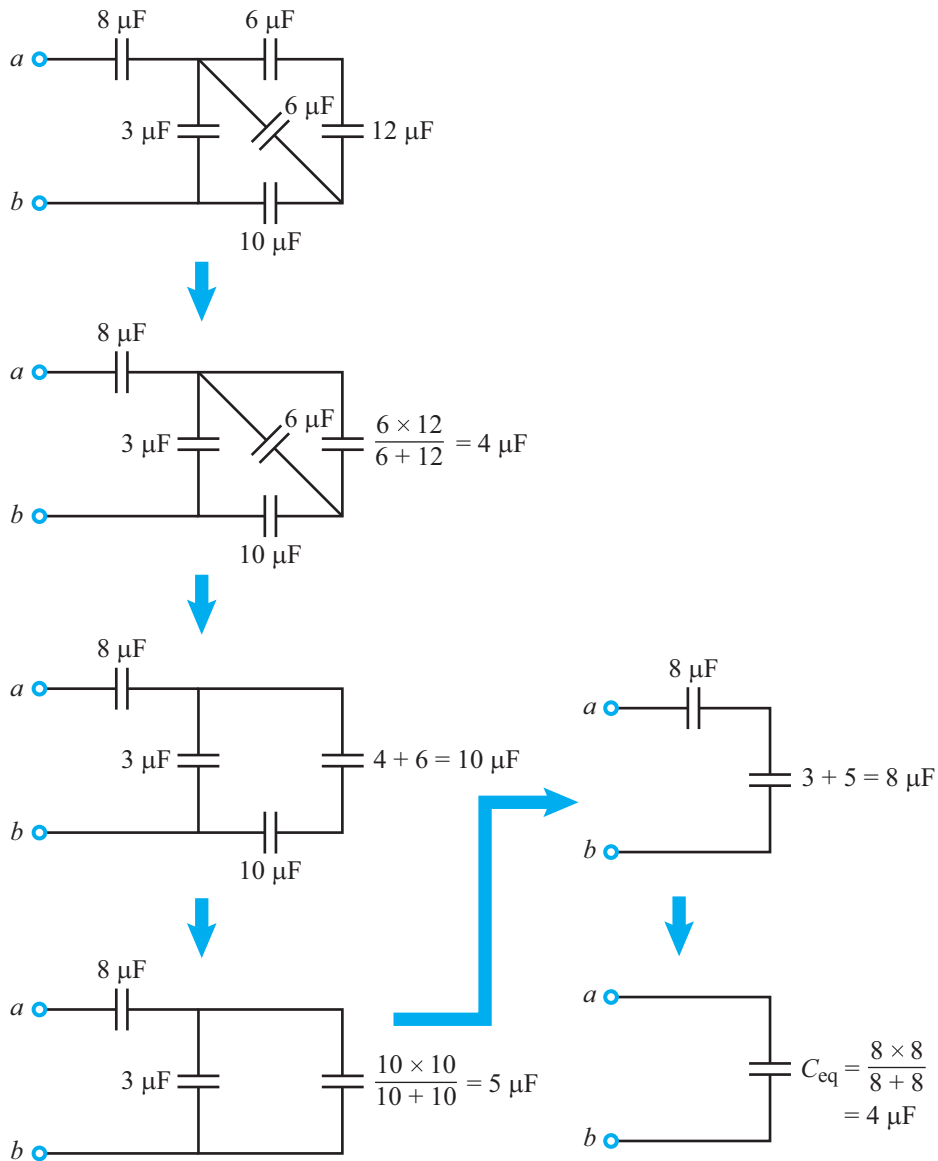 8 μF 6 μF
a
6 μF
3 μF 12 μF
b
10 μF
8 μF
a
6 μF
3 μF 6 × 12 / 6 + 12 = 4 μF
b
10 μF
8 μF
a
3 μF 4 + 6 = 10 μF
b
10 μF
8 μF
a
3 μF 10 × 10 / 10 + 10 = 5 μF
b
8 μF
a
3 + 5 = 8 μF
b
a
Ceq = 8 × 8 / 8 + 8
= 4 μF
b